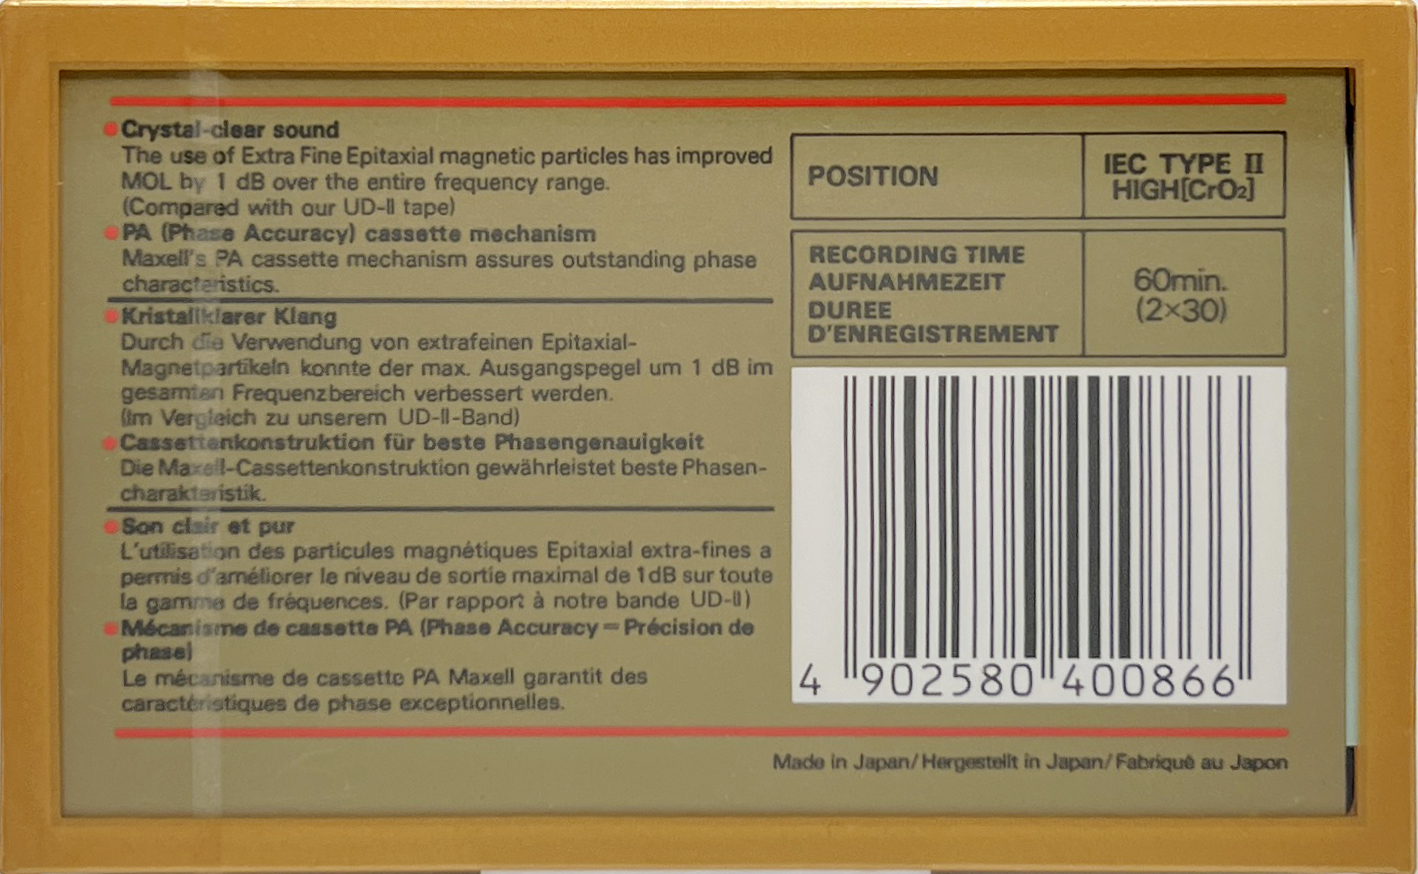 Crystal-clear sound
The use of Extra Fine Epitaxial magnetic particles has improved
MOL by 1 dB over the entire frequency range.
(Compared with our UD-II tape)
PA (Phase Accuracy) cassette mechanism
Maxell's PA cassette mechanism assures outstanding phase
characteristics.
Kristallklarer Klang
Durch die Verwendung von extrafeinen Epitaxial-
Magnetpartikeln konnte der max. Ausgangspegel um 1 dB im
gesamten Frequenzbereich verbessert werden.
(Im Vergleich zu unserem UD-II-Band)
Cassettenkonstruktion für beste Phasengenauigkeit
Die Maxell-Cassettenkonstruktion gewährleistet beste Phasen-
charakteristik.
Son clair et pur
L'utilisation des particules magnétiques Epitaxial extra-fines a
permis d'améliorer le niveau de sortie maximal de 1 dB sur toute
la gamme de fréquences. (Par rapport à notre bande UD-II)
Mécanisme de cassette PA (Phase Accuracy = Précision de
phase)
Le mécanisme de cassette PA Maxell garantit des
caractéristiques de phase exceptionnelles.
POSITION
IEC TYPE II
HIGH[CrO2]
RECORDING TIME
AUFNAHMEZEIT
DUREE
D'ENREGISTREMENT
60min.
(2×30)
4 902580 400866
Made in Japan/Hergestellt in Japan/Fabriqué au Japon